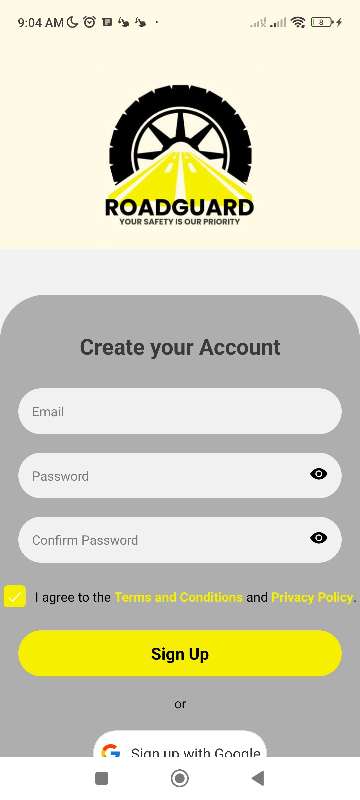 9:04 AM
8
ROADGUARD
YOUR SAFETY IS OUR PRIORITY
Create your Account
Email
Password
Confirm Password
I agree to the Terms and Conditions and Privacy Policy.
Sign Up
or
Sign up with Google